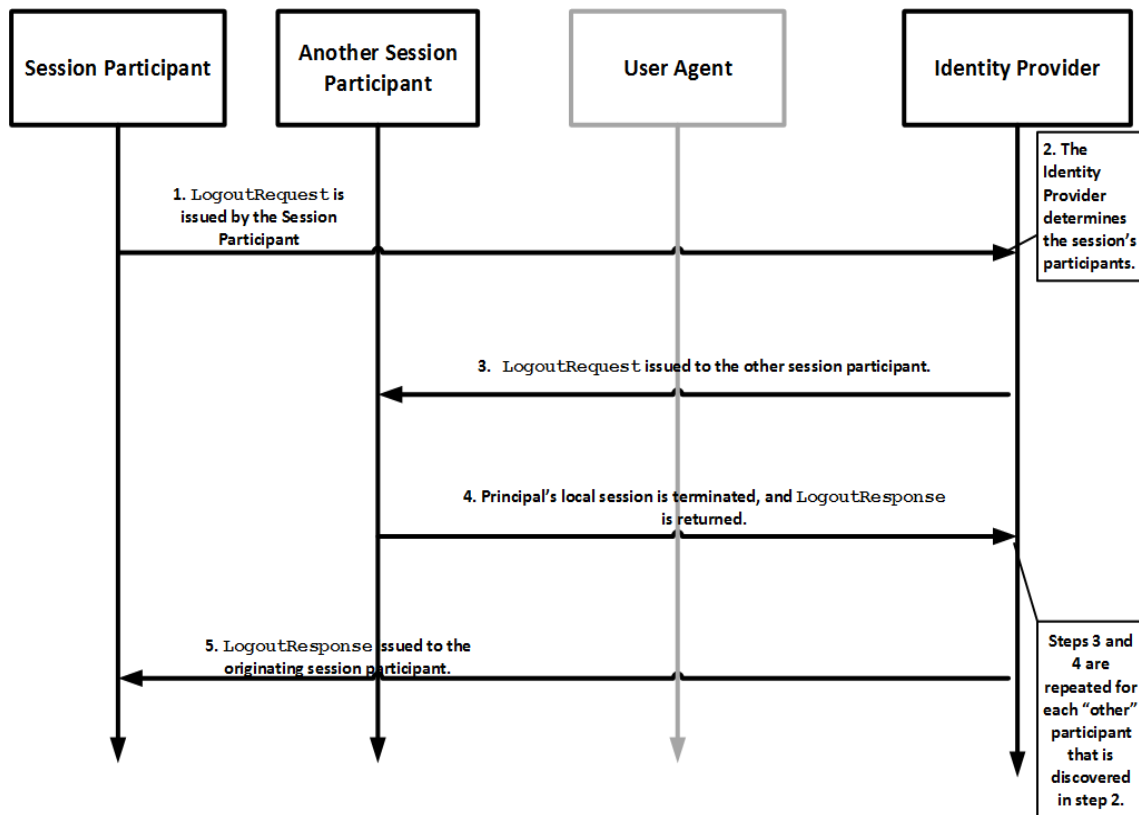 Session Participant
Another Session
Participant
User Agent
Identity Provider
2. The
Identity
Provider
determines
the session's
participants.
1. LogoutRequest is
issued by the Session
Participant
3. LogoutRequest issued to the other session participant.
4. Principal's local session is terminated, and LogoutResponse
is returned.
5. LogoutResponse issued to the
originating session participant.
Steps 3 and
4 are
repeated for
each “other”
participant
that is
discovered
in step 2.